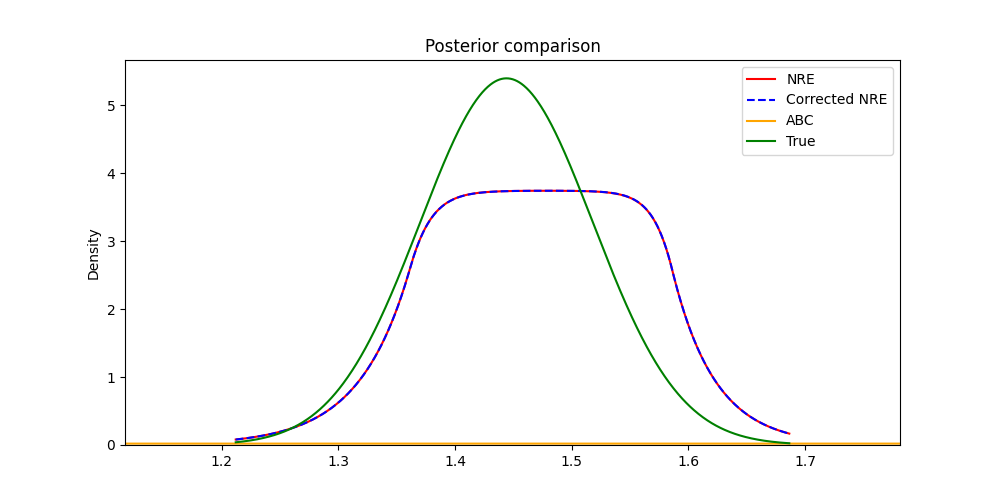 Posterior comparison
NRE
Corrected NRE
ABC
True
Density
5
4
3
2
1
0
1.2 1.3 1.4 1.5 1.6 1.7